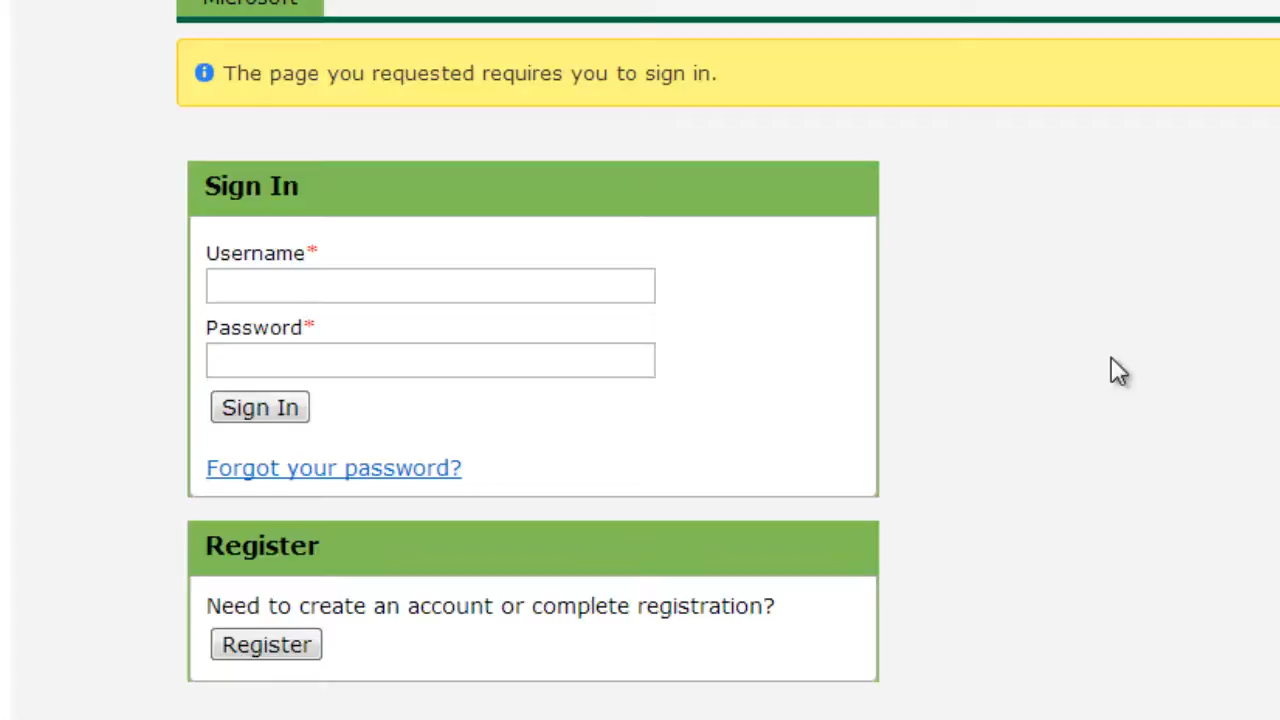 Microsoft
The page you requested requires you to sign in.
Sign In
Username*
Password*
Sign In
Forgot your password?
Register
Need to create an account or complete registration?
Register